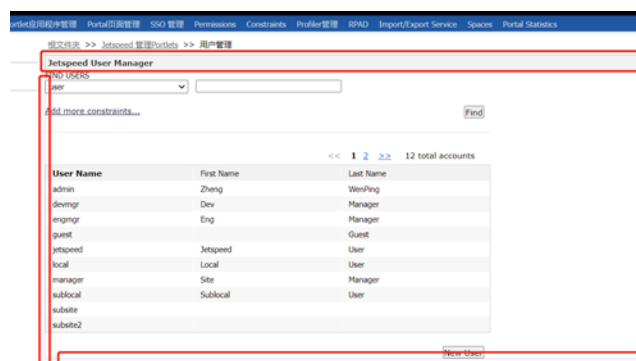 ortlet应用程序管理 Portal页面管理 SSO 管理 Permissions Constraints Profiler管理 RPAD Import/Export Service Spaces Portal Statistics
根文件夹 >> Jetspeed 管理Portlets >> 用户管理
Jetspeed User Manager
FIND USERS
user
Add more constraints...
Find
<< 1 2 >> 12 total accounts
User Name First Name Last Name
admin Zheng WenPing
devmgr Dev Manager
engmgr Eng Manager
guest Guest
jetspeed Jetspeed User
local Local User
manager Site Manager
sublocal Sublocal User
subsite
subsite2
New User